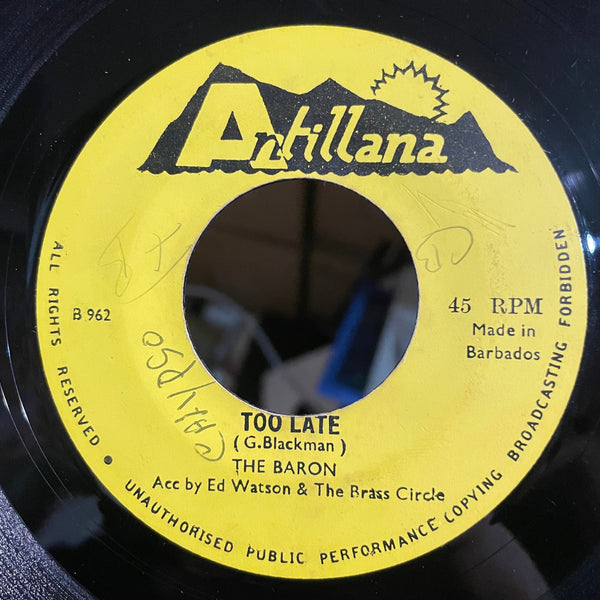 Antillana
B 962
45 RPM
Made in
Barbados
TOO LATE
( G.Blackman )
THE BARON
Acc by Ed Watson & The Brass Circle
ALL RIGHTS RESERVED • UNAUTHORISED PUBLIC PERFORMANCE COPYING BROADCASTING FORBIDDEN
CALYPSO